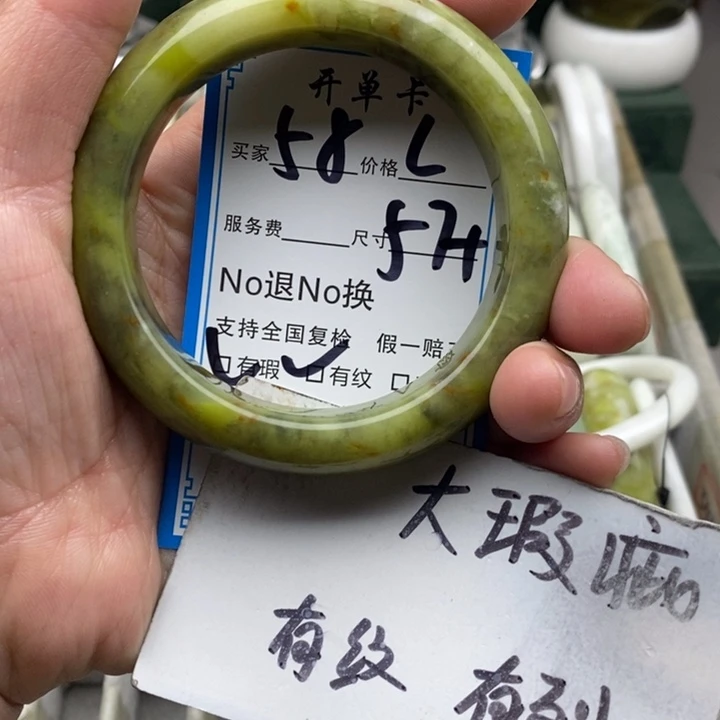 开单卡
买家 58 价格 L
服务费 尺寸 57
No退No换
支持全国复检 假一赔
有瑕 有纹
大瑕疵
有纹 有